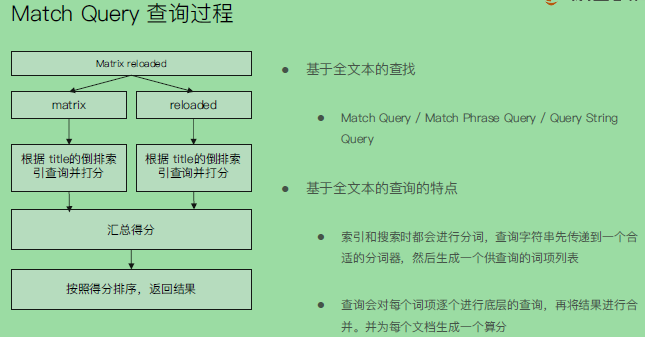 Match Query 查询过程
Matrix reloaded
matrix
reloaded
根据 title的倒排索
引查询并打分
根据 title的倒排索
引查询并打分
汇总得分
按照得分排序，返回结果
基于全文本的查找
Match Query / Match Phrase Query / Query String
Query
基于全文本的查询的特点
索引和搜索时都会进行分词，查询字符串先传递到一个合
适的分词器，然后生成一个供查询的词项列表
查询会对每个词项逐个进行底层的查询，再将结果进行合
并。并为每个文档生成一个算分